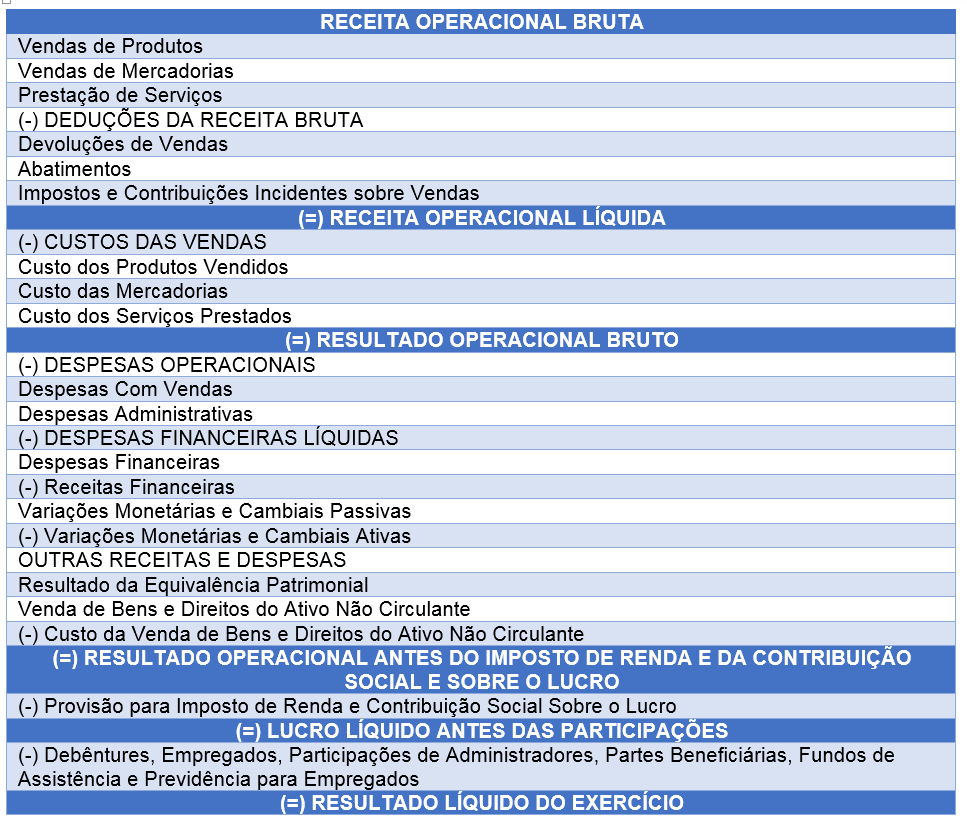 RECEITA OPERACIONAL BRUTA
Vendas de Produtos
Vendas de Mercadorias
Prestação de Serviços
(-) DEDUÇÕES DA RECEITA BRUTA
Devoluções de Vendas
Abatimentos
Impostos e Contribuições Incidentes sobre Vendas
(=) RECEITA OPERACIONAL LÍQUIDA
(-) CUSTOS DAS VENDAS
Custo dos Produtos Vendidos
Custo das Mercadorias
Custo dos Serviços Prestados
(=) RESULTADO OPERACIONAL BRUTO
(-) DESPESAS OPERACIONAIS
Despesas Com Vendas
Despesas Administrativas
(-) DESPESAS FINANCEIRAS LÍQUIDAS
Despesas Financeiras
(-) Receitas Financeiras
Variações Monetárias e Cambiais Passivas
(-) Variações Monetárias e Cambiais Ativas
OUTRAS RECEITAS E DESPESAS
Resultado da Equivalência Patrimonial
Venda de Bens e Direitos do Ativo Não Circulante
(-) Custo da Venda de Bens e Direitos do Ativo Não Circulante
(=) RESULTADO OPERACIONAL ANTES DO IMPOSTO DE RENDA E DA CONTRIBUIÇÃO
SOCIAL E SOBRE O LUCRO
(-) Provisão para Imposto de Renda e Contribuição Social Sobre o Lucro
(=) LUCRO LÍQUIDO ANTES DAS PARTICIPAÇÕES
(-) Debêntures, Empregados, Participações de Administradores, Partes Beneficiárias, Fundos de
Assistência e Previdência para Empregados
(=) RESULTADO LÍQUIDO DO EXERCÍCIO